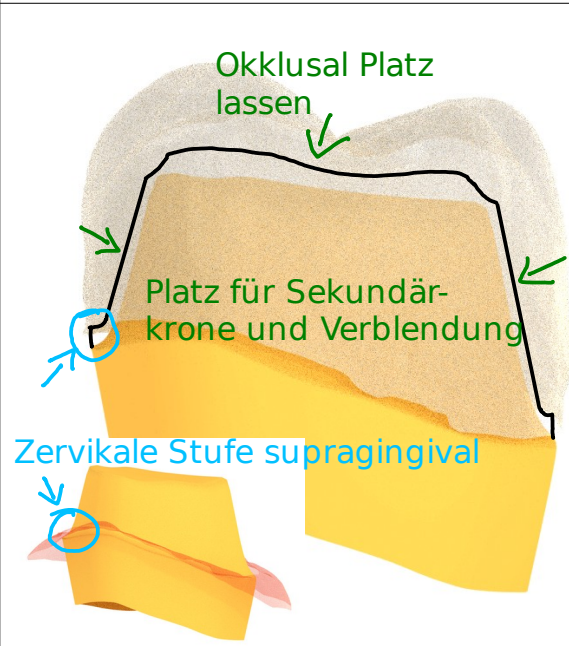 Okklusal Platz
lassen
Platz für Sekundär-
krone und Verblendung
Zervikale Stufe supragingival